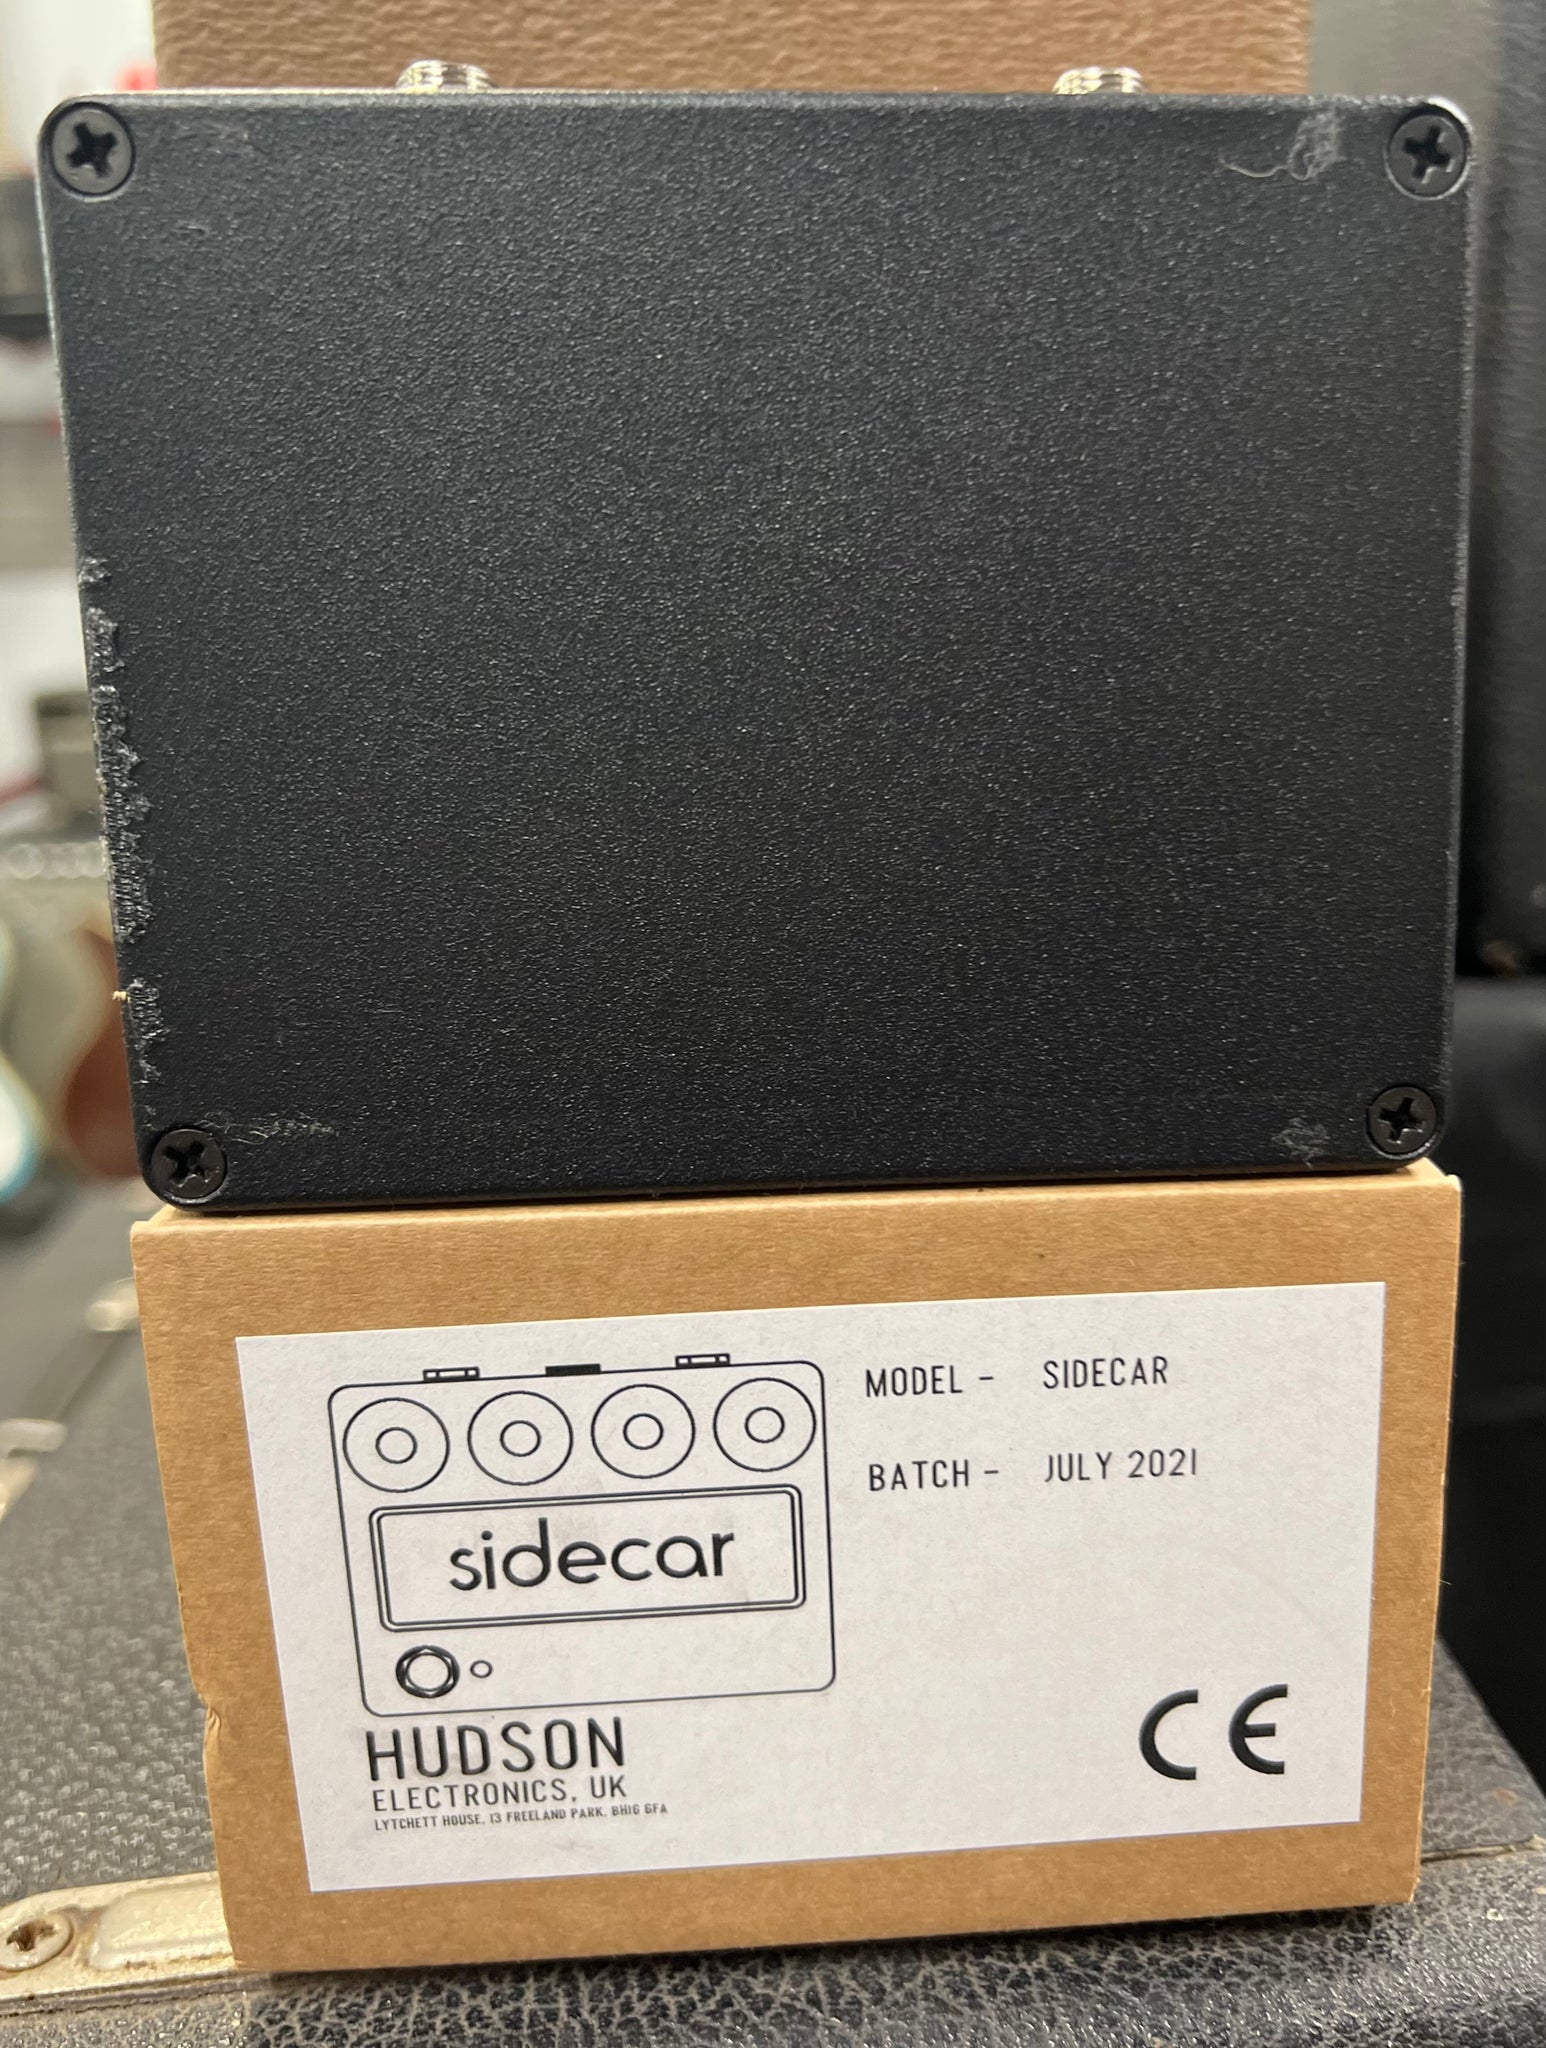 MODEL - SIDECAR
BATCH - JULY 2021
sidecar
HUDSON
ELECTRONICS, UK
LYTCHETT HOUSE, 13 FREELAND PARK, BH16 6FA
CE